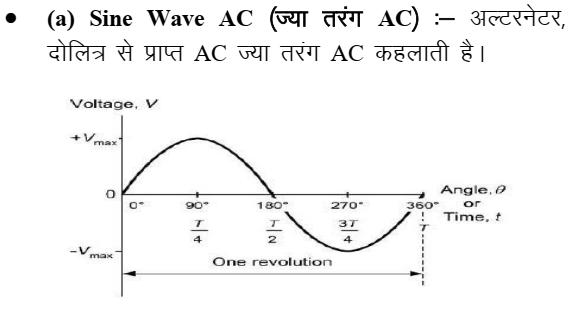 • (a) Sine Wave AC (ज्या तरंग AC) :– अल्टरनेटर,
दोलित्र से प्राप्त AC ज्या तरंग AC कहलाती है।
Voltage, V
+Vmax
0
0° 90° 180° 270° 360°
Angle, θ
or
Time, t
T/4 T/2 3T/4 T
-Vmax
One revolution